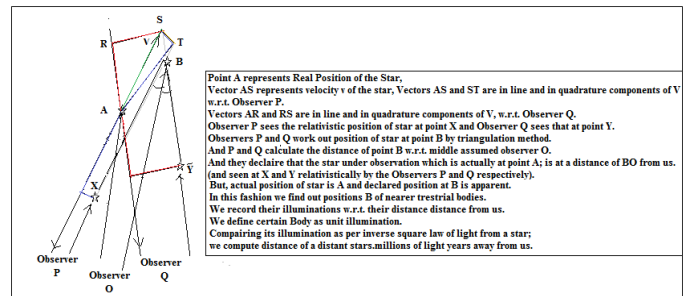 S
R
V
T
B
A
X
Y
Observer
P
Observer
O
Observer
Q
Point A represents Real Position of the Star,
Vector AS represents velocity v of the star, Vectors AS and ST are in line and in quadrature components of V
w.r.t. Observer P.
Vectors AR and RS are in line and in quadrature components of V, w.r.t. Observer Q.
Observer P sees the relativistic position of star at point X and Observer Q sees that at point Y.
Observers P and Q work out position of star at point B by triangulation method.
And P and Q calculate the distance of point B w.r.t. middle assumed observer O.
And they declaire that the star under observation which is actually at point A; is at a distance of BO from us.
(and seen at X and Y relativistically by the Observers P and Q respectively).
But, actual position of star is A and declared position at B is apparent.
In this fashion we find out positions B of nearer trestrial bodies.
We record their illuminations w.r.t. their distance distance from us.
We define certain Body as unit illumination.
Compairing its illumination as per inverse square law of light from a star;
we compute distance of a distant stars.millions of light years away from us.